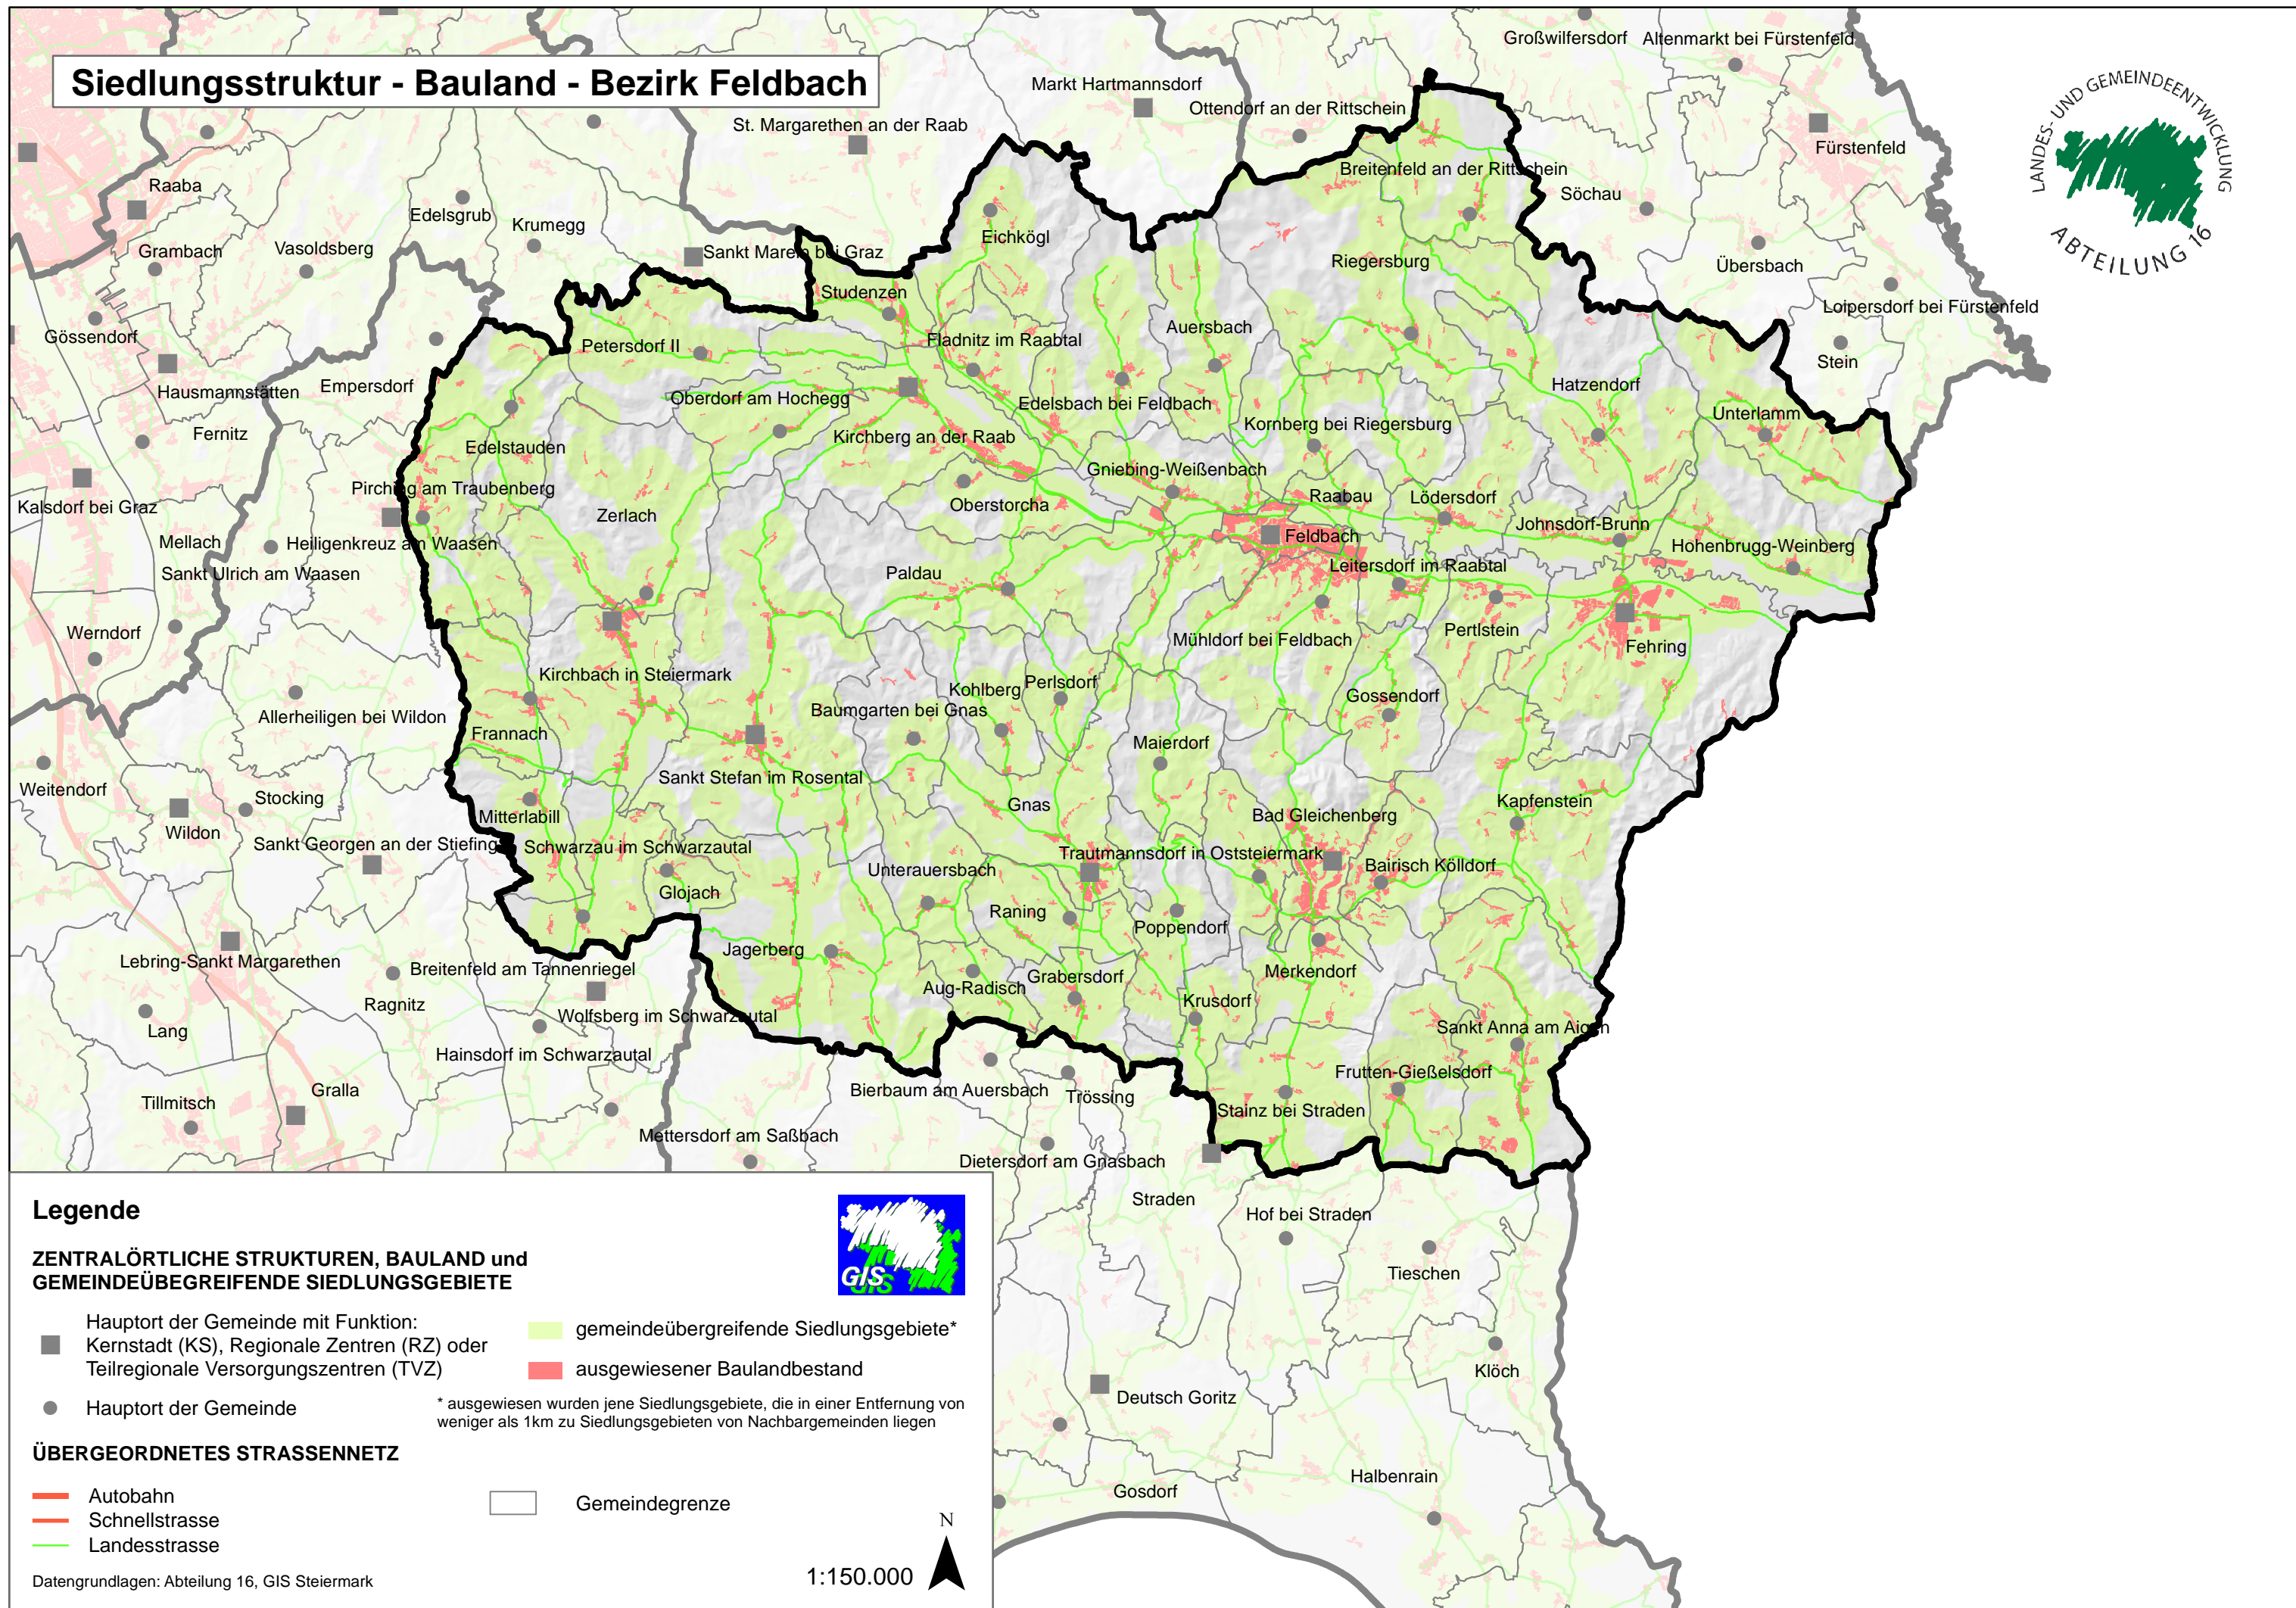 Siedlungsstruktur - Bauland - Bezirk Feldbach
LANDES- UND GEMEINDEENTWICKLUNG
ABTEILUNG 16
Großwilfersdorf
Altenmarkt bei Fürstenfeld
Markt Hartmannsdorf
Ottendorf an der Rittschein
St. Margarethen an der Raab
Fürstenfeld
Breitenfeld an der Rittschein
Söchau
Raaba
Edelsgrub
Krumegg
Grambach
Vasoldsberg
Sankt Marein bei Graz
Eichkögl
Riegersburg
Übersbach
Studenzen
Loipersdorf bei Fürstenfeld
Gössendorf
Petersdorf II
Fladnitz im Raabtal
Auersbach
Stein
Hausmannstätten
Empersdorf
Oberdorf am Hochegg
Edelsbach bei Feldbach
Hatzendorf
Unterlamm
Fernitz
Edelstauden
Kirchberg an der Raab
Kornberg bei Riegersburg
Gniebing-Weißenbach
Pirching am Traubenberg
Kalsdorf bei Graz
Zerlach
Oberstorcha
Raabau
Lödersdorf
Johnsdorf-Brunn
Mellach
Heiligenkreuz am Waasen
Feldbach
Hohenbrugg-Weinberg
Sankt Ulrich am Waasen
Paldau
Leitersdorf im Raabtal
Werndorf
Mühldorf bei Feldbach
Pertlstein
Fehring
Kirchbach in Steiermark
Kohlberg
Perlsdorf
Gossendorf
Allerheiligen bei Wildon
Baumgarten bei Gnas
Frannach
Maierdorf
Weitendorf
Stocking
Sankt Stefan im Rosental
Gnas
Kapfenstein
Wildon
Mitterlabill
Bad Gleichenberg
Sankt Georgen an der Stiefing
Schwarzau im Schwarzautal
Trautmannsdorf in Oststeiermark
Bairisch Kölldorf
Unterauersbach
Glojach
Raning
Poppendorf
Jagerberg
Lebring-Sankt Margarethen
Breitenfeld am Tannenriegel
Merkendorf
Aug-Radisch
Grabersdorf
Ragnitz
Krusdorf
Wolfsberg im Schwarzautal
Lang
Sankt Anna am Aigen
Hainsdorf im Schwarzautal
Frutten-Gießelsdorf
Gralla
Bierbaum am Auersbach
Tillmitsch
Trössing
Stainz bei Straden
Mettersdorf am Saßbach
Dietersdorf am Gnasbach
Straden
Hof bei Straden
Tieschen
Klöch
Deutsch Goritz
Halbenrain
Gosdorf
Legende
ZENTRALÖRTLICHE STRUKTUREN, BAULAND und
GEMEINDEÜBEGREIFENDE SIEDLUNGSGEBIETE
GIS
GIS
Hauptort der Gemeinde mit Funktion:
Kernstadt (KS), Regionale Zentren (RZ) oder
Teilregionale Versorgungszentren (TVZ)
Hauptort der Gemeinde
gemeindeübergreifende Siedlungsgebiete*
ausgewiesener Baulandbestand
* ausgewiesen wurden jene Siedlungsgebiete, die in einer Entfernung von
weniger als 1km zu Siedlungsgebieten von Nachbargemeinden liegen
ÜBERGEORDNETES STRASSENNETZ
Autobahn
Schnellstrasse
Landesstrasse
Gemeindegrenze
N
1:150.000
Datengrundlagen: Abteilung 16, GIS Steiermark